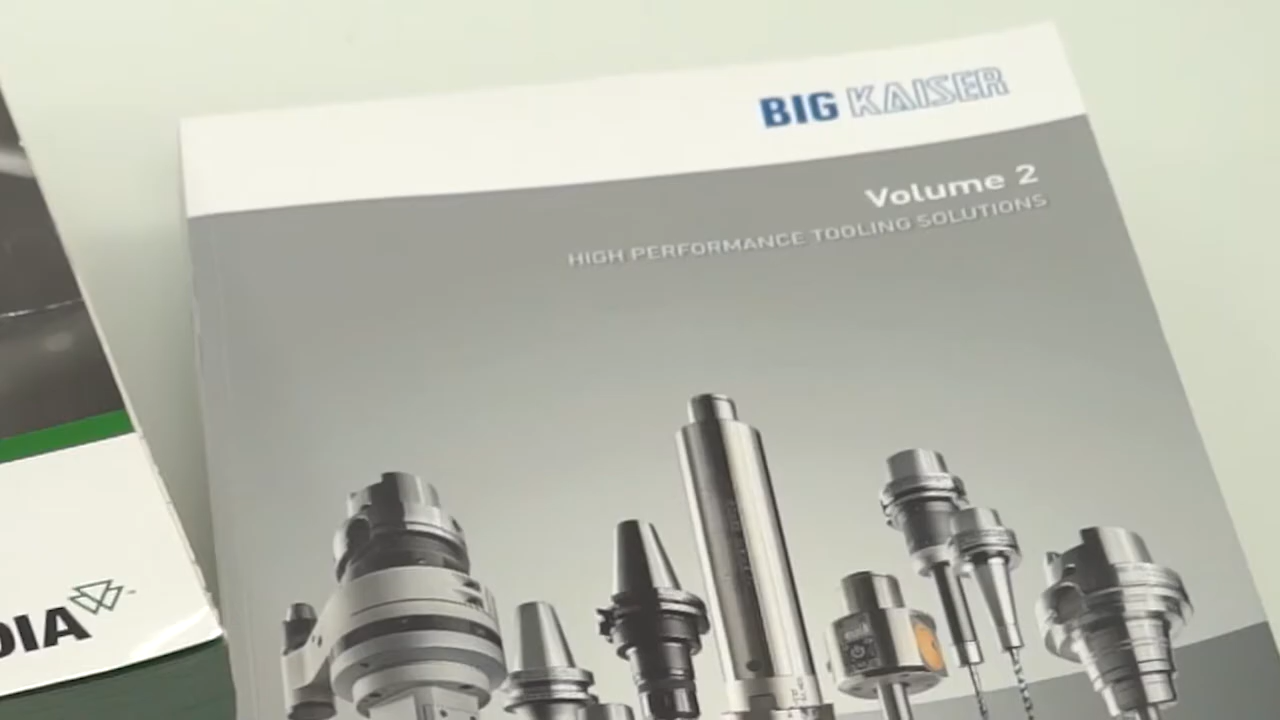 BIG KAISER
Volume 2
HIGH PERFORMANCE TOOLING SOLUTIONS
DIA